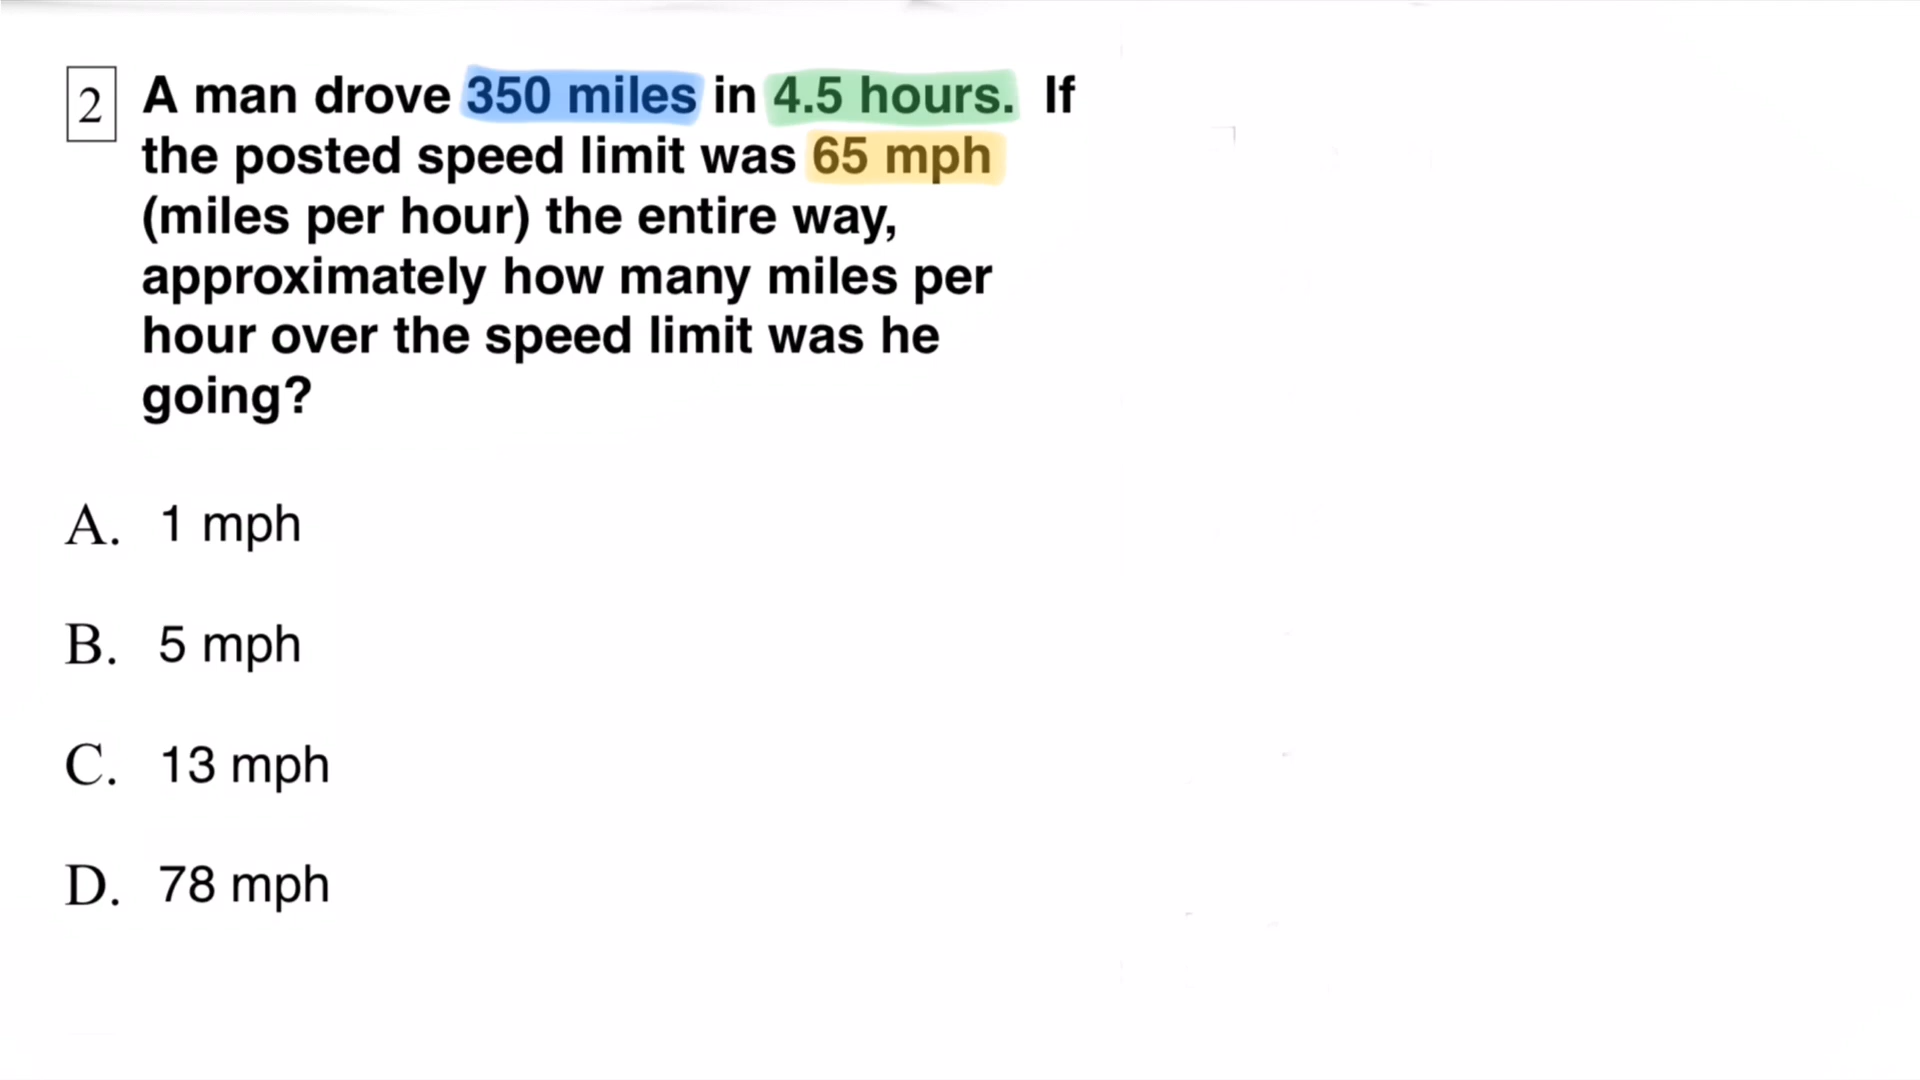 2 A man drove 350 miles in 4.5 hours. If
the posted speed limit was 65 mph
(miles per hour) the entire way,
approximately how many miles per
hour over the speed limit was he
going?
A. 1 mph
B. 5 mph
C. 13 mph
D. 78 mph